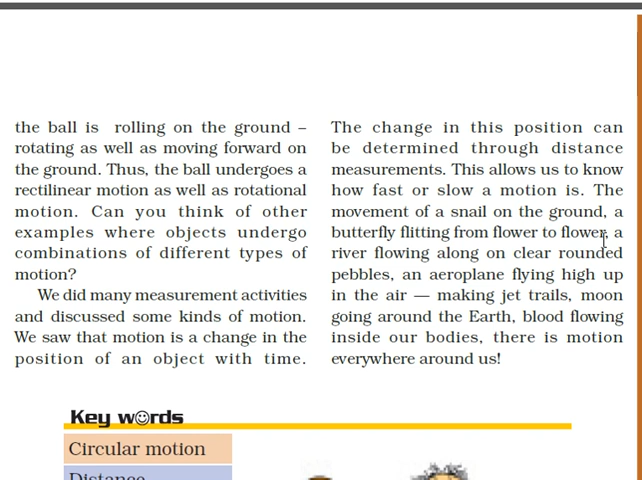 the ball is rolling on the ground –
rotating as well as moving forward on
the ground. Thus, the ball undergoes a
rectilinear motion as well as rotational
motion. Can you think of other
examples where objects undergo
combinations of different types of
motion?
We did many measurement activities
and discussed some kinds of motion.
We saw that motion is a change in the
position of an object with time.
The change in this position can
be determined through distance
measurements. This allows us to know
how fast or slow a motion is. The
movement of a snail on the ground, a
butterfly flitting from flower to flower, a
river flowing along on clear rounded
pebbles, an aeroplane flying high up
in the air — making jet trails, moon
going around the Earth, blood flowing
inside our bodies, there is motion
everywhere around us!
Key words
Circular motion
Distance